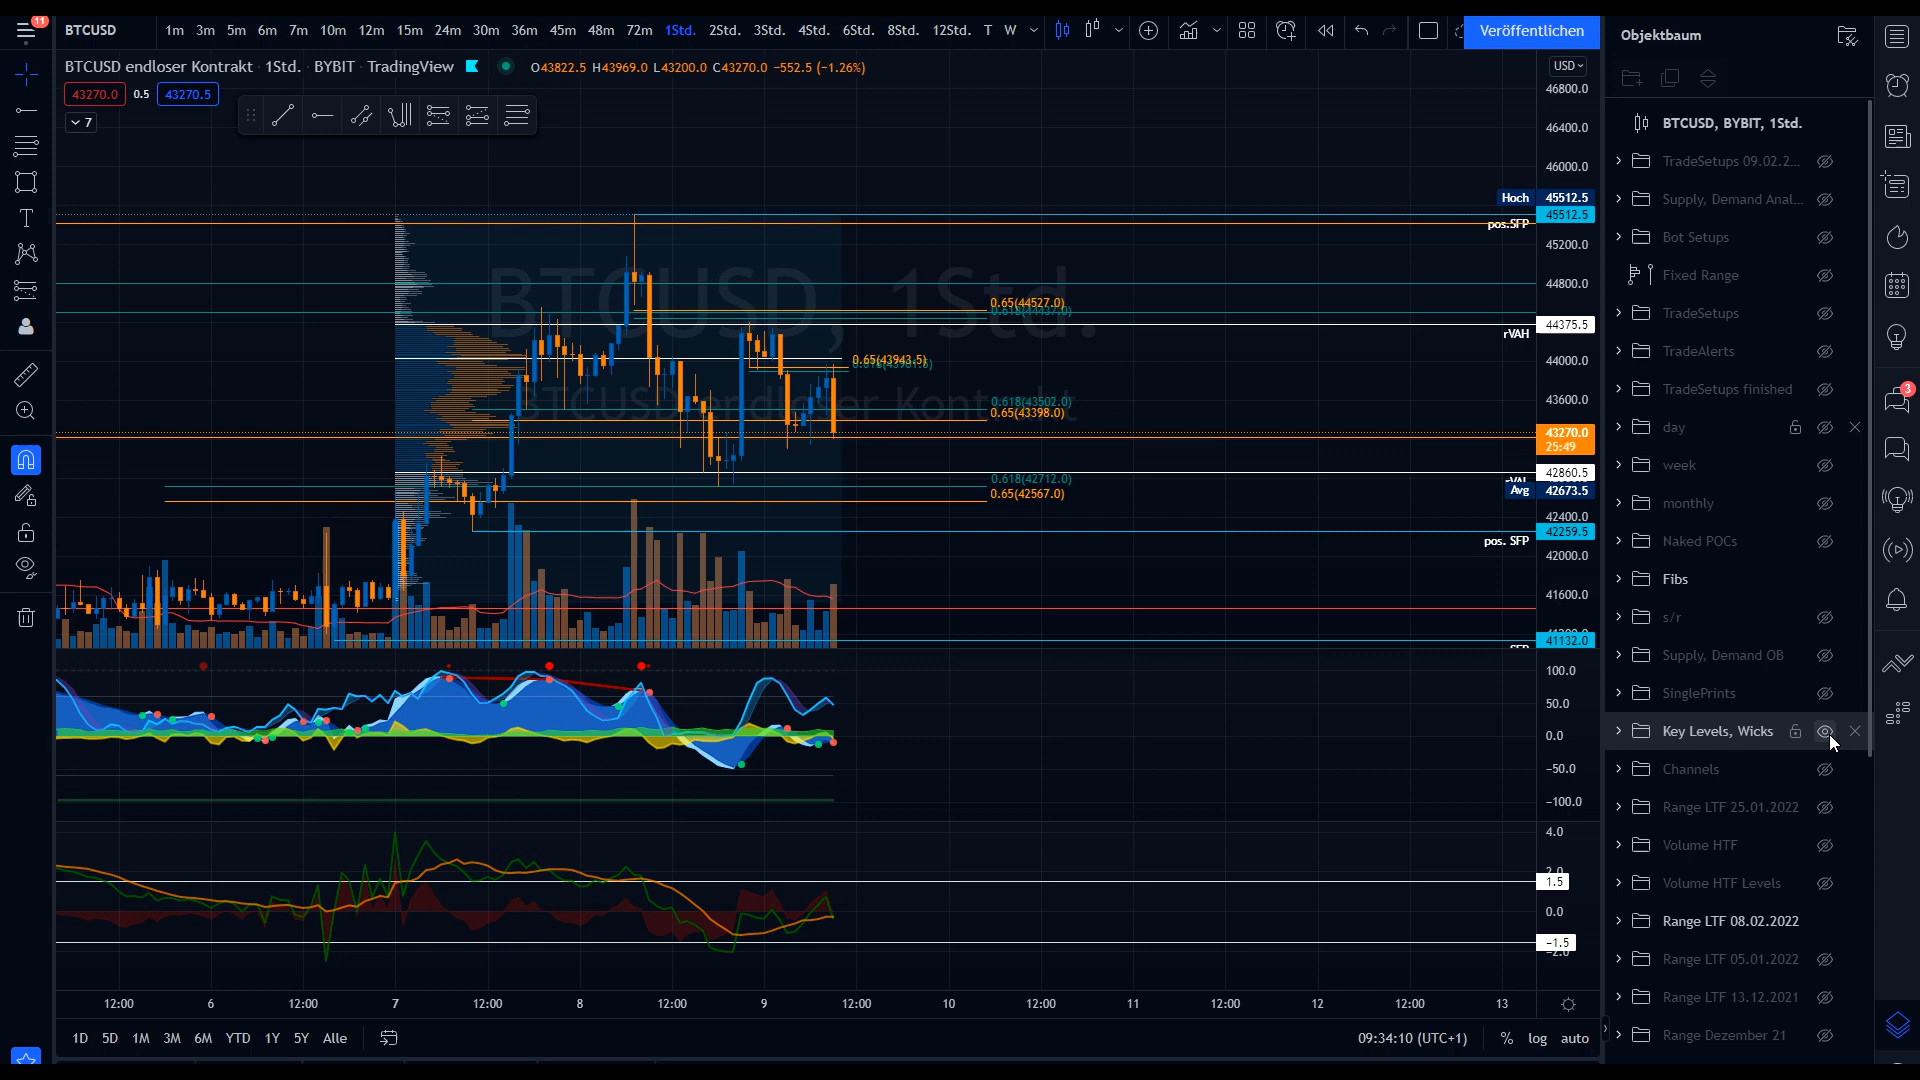 11
BTCUSD
1m 3m 5m 6m 7m 10m 12m 15m 24m 30m 36m 45m 48m 72m 1Std. 2Std. 3Std. 4Std. 6Std. 8Std. 12Std. T W
Veröffentlichen
BTCUSD endloser Kontrakt · 1Std. · BYBIT · TradingView
O43822.5 H43969.0 L43200.0 C43270.0 −552.5 (−1.26%)
43270.0 0.5 43270.5
7
USD
46800.0
46400.0
46000.0
Hoch 45512.5
45512.5
pos.SFP
45200.0
44800.0
44375.5
rVAH
44000.0
43600.0
43270.0
25:49
42860.5
Avg 42673.5
42400.0
42259.5
pos. SFP
42000.0
41600.0
41132.0
BTCUSD, 1Std.
BTCUSD endloser Kontrakt
0.65(44527.0)
0.65(43943.5)
0.618(43502.0)
0.65(43398.0)
0.618(42712.0)
0.65(42567.0)
100.0
50.0
0.0
−50.0
−100.0
4.0
1.5
0.0
−1.5
12:00 6 12:00 7 12:00 8 12:00 9 12:00 10 12:00 11 12:00 12 12:00 13
1D 5D 1M 3M 6M YTD 1Y 5Y Alle
09:34:10 (UTC+1)
% log auto
Objektbaum
BTCUSD, BYBIT, 1Std.
TradeSetups 09.02.2...
Supply, Demand Anal...
Bot Setups
Fixed Range
TradeSetups
TradeAlerts
TradeSetups finished
day
week
monthly
Naked POCs
Fibs
s/r
Supply, Demand OB
SinglePrints
Key Levels, Wicks
Channels
Range LTF 25.01.2022
Volume HTF
Volume HTF Levels
Range LTF 08.02.2022
Range LTF 05.01.2022
Range LTF 13.12.2021
Range Dezember 21
3